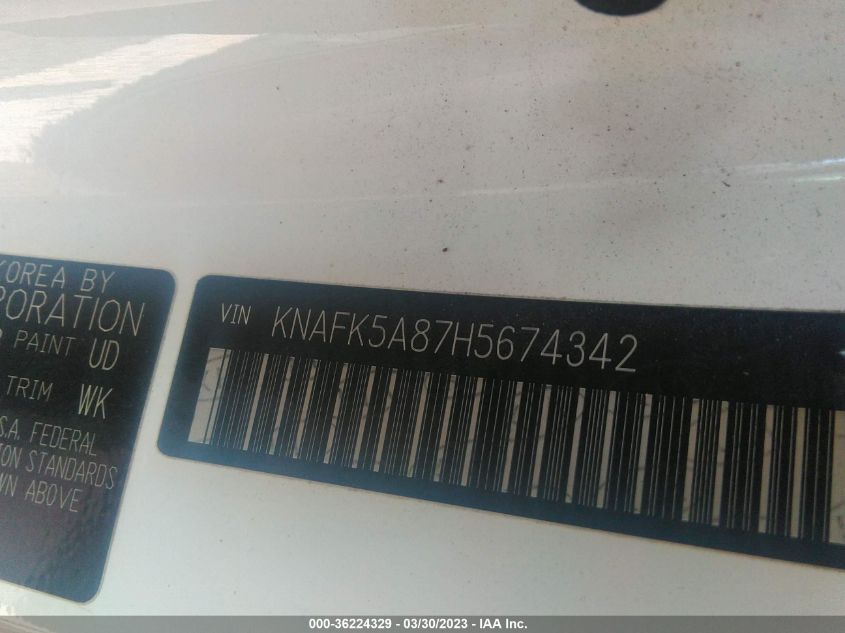 KOREA BY
PORATION
PAINT UD
TRIM WK
S.A. FEDERAL
ION STANDARDS
WN ABOVE
VIN KNAFK5A87H5674342
000-36224329 - 03/30/2023 - IAA Inc.